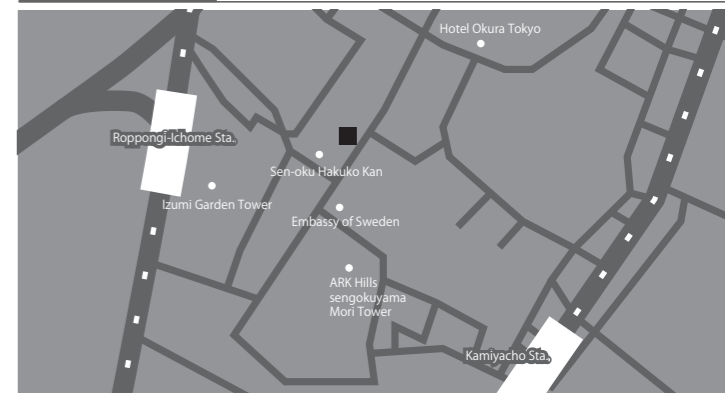 Hotel Okura Tokyo
Roppongi-Ichome Sta.
Sen-oku Hakuko Kan
Izumi Garden Tower
Embassy of Sweden
ARK Hills
sengokuyama
Mori Tower
Kamiyacho Sta.